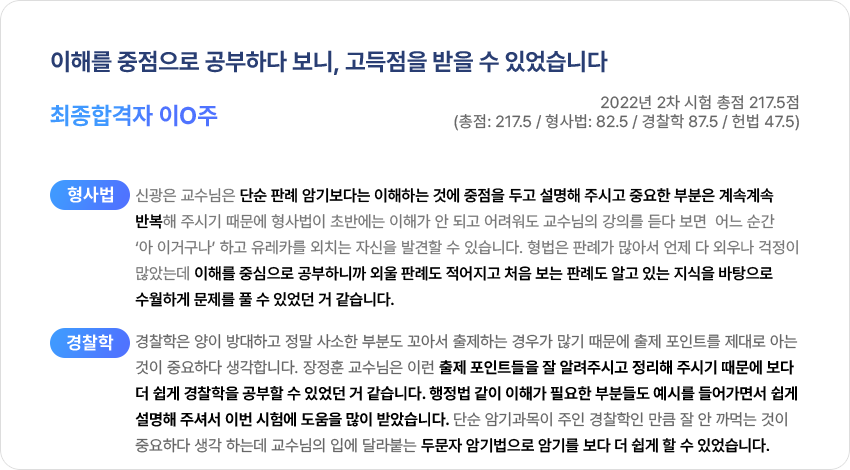 이해를 중점으로 공부하다 보니, 고득점을 받을 수 있었습니다
최종합격자 이O주
2022년 2차 시험 총점 217.5점
(총점: 217.5 / 형사법: 82.5 / 경찰학 87.5 / 헌법 47.5)
형사법
신광은 교수님은 단순 판례 암기보다는 이해하는 것에 중점을 두고 설명해 주시고 중요한 부분은 계속계속
반복해 주시기 때문에 형사법이 초반에는 이해가 안 되고 어려워도 교수님의 강의를 듣다 보면 어느 순간
‘아 이거구나’ 하고 유레카를 외치는 자신을 발견할 수 있습니다. 형법은 판례가 많아서 언제 다 외우나 걱정이
많았는데 이해를 중심으로 공부하니까 외울 판례도 적어지고 처음 보는 판례도 알고 있는 지식을 바탕으로
수월하게 문제를 풀 수 있었던 거 같습니다.
경찰학
경찰학은 양이 방대하고 정말 사소한 부분도 꼬아서 출제하는 경우가 많기 때문에 출제 포인트를 제대로 아는
것이 중요하다 생각합니다. 장정훈 교수님은 이런 출제 포인트들을 잘 알려주시고 정리해 주시기 때문에 보다
더 쉽게 경찰학을 공부할 수 있었던 거 같습니다. 행정법 같이 이해가 필요한 부분들도 예시를 들어가면서 쉽게
설명해 주셔서 이번 시험에 도움을 많이 받았습니다. 단순 암기과목이 주인 경찰학인 만큼 잘 안 까먹는 것이
중요하다 생각 하는데 교수님의 입에 달라붙는 두문자 암기법으로 암기를 보다 더 쉽게 할 수 있었습니다.